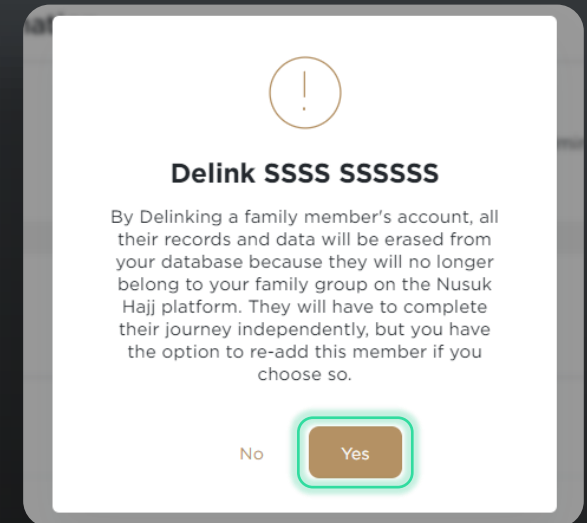 Delink SSSS SSSSSS
By Delinking a family member's account, all
their records and data will be erased from
your database because they will no longer
belong to your family group on the Nusuk
Hajj platform. They will have to complete
their journey independently, but you have
the option to re-add this member if you
choose so.
No
Yes